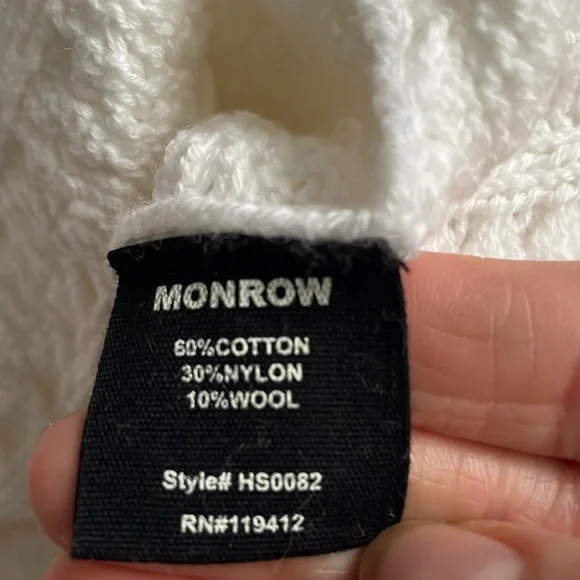 MONROW
60%COTTON
30%NYLON
10%WOOL
Style# HS0082
RN#119412